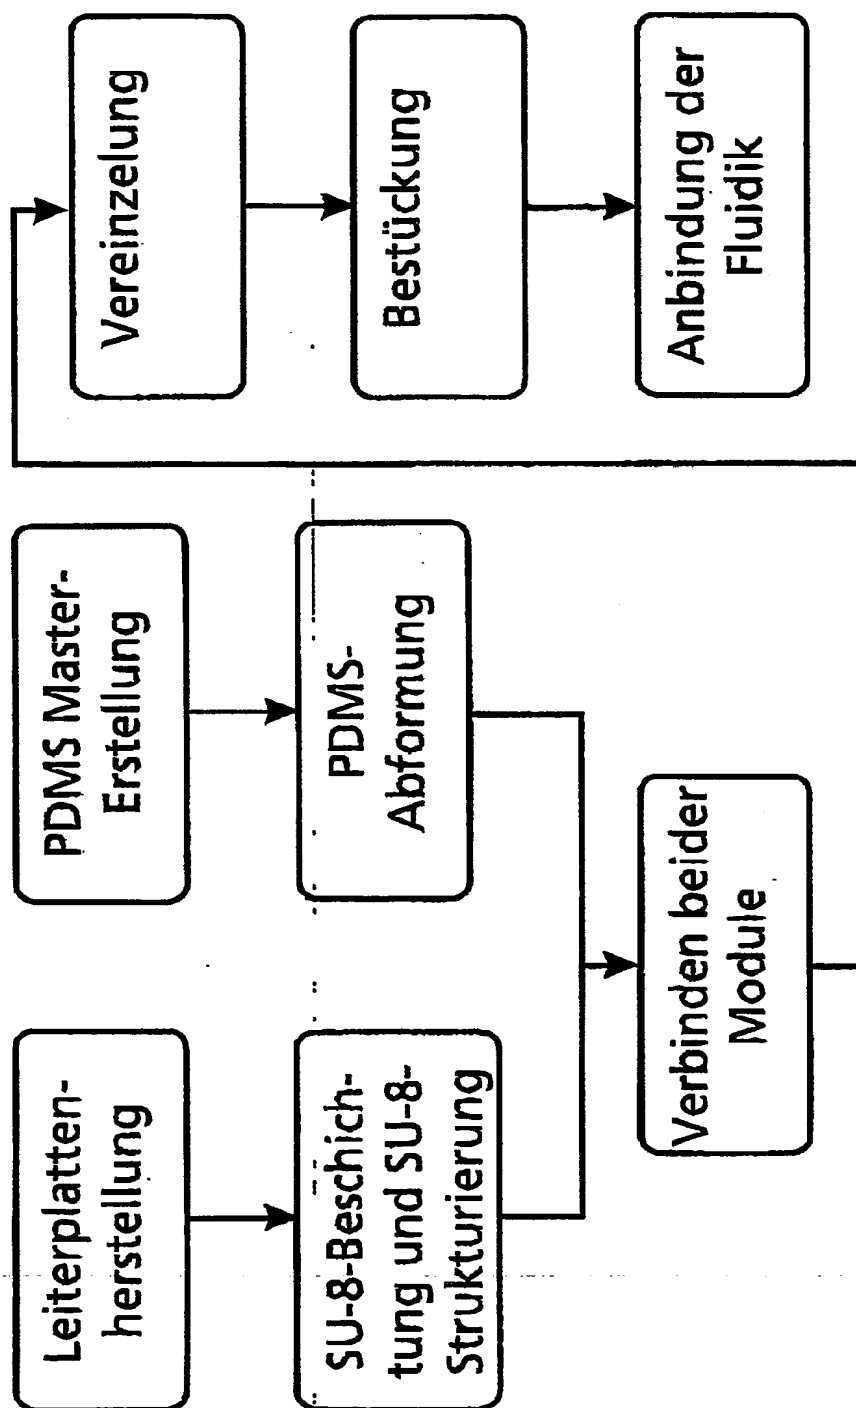 Leiterplatten-
herstellung
SU-8-Beschich-
tung und SU-8-
Strukturierung
PDMS Master-
Erstellung
PDMS-
Abformung
Verbinden beider
Module
Vereinzelung
Bestückung
Anbindung der
Fluidik